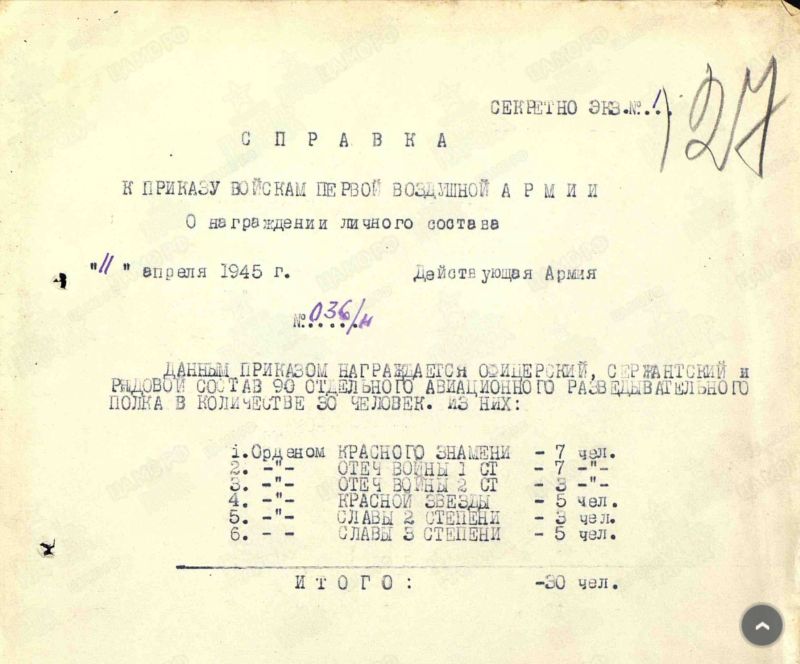 СЕКРЕТНО ЭКЗ.№.1.
127
С П Р А В К А
К ПРИКАЗУ ВОЙСКАМ ПЕРВОЙ ВОЗДУШНОЙ А Р М И И
О награждении личного состава
"11 " апреля 1945 г. Действующая Армия
№.036/н
ДАННЫМ ПРИКАЗОМ НАГРАЖДАЕТСЯ ОФИЦЕРСКИЙ, СЕРЖАНТСКИЙ и
РЯДОВОЙ СОСТАВ 90 ОТДЕЛЬНОГО АВИАЦИОННОГО РАЗВЕДЫВАТЕЛЬНОГО
ПОЛКА В КОЛИЧЕСТВЕ 30 ЧЕЛОВЕК. ИЗ НИХ:
1. Орденом КРАСНОГО ЗНАМЕНИ - 7 чел.
2. -"- ОТЕЧ ВОЙНЫ 1 СТ - 7 -"-
3. -"- ОТЕЧ ВОЙНЫ 2 СТ - 3 -"-
4. -"- КРАСНОЙ ЗВЕЗДЫ - 5 чел.
5. -"- СЛАВЫ 2 СТЕПЕНИ - 3 чел.
6. - - СЛАВЫ 3 СТЕПЕНИ - 5 чел.
И Т О Г О : -30 чел.